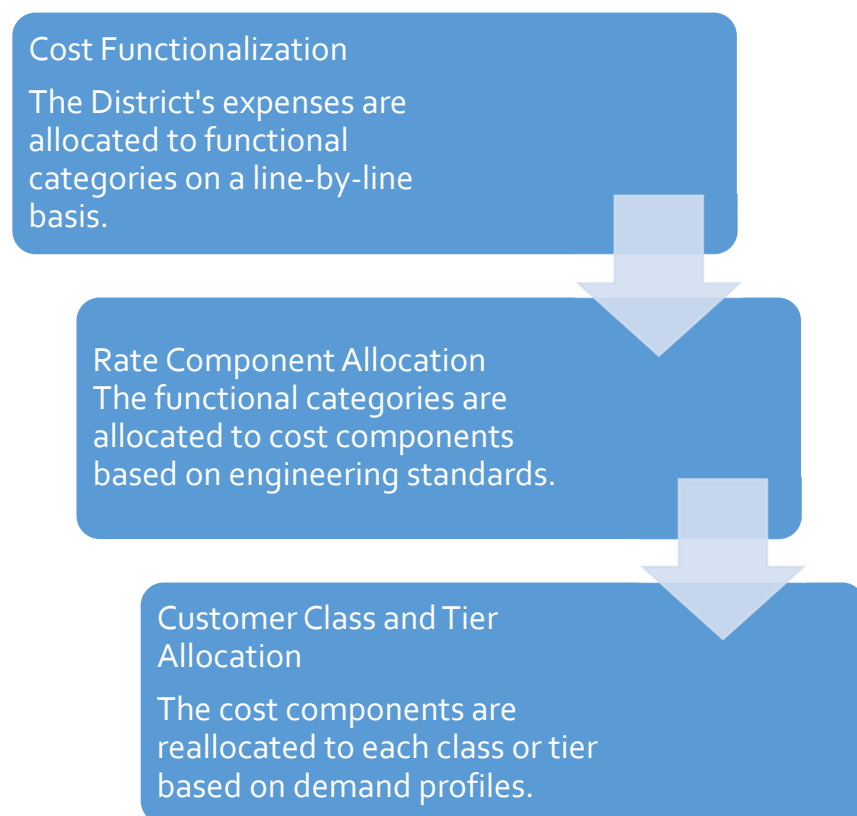 Cost Functionalization
The District's expenses are
allocated to functional
categories on a line-by-line
basis.
Rate Component Allocation
The functional categories are
allocated to cost components
based on engineering standards.
Customer Class and Tier
Allocation
The cost components are
reallocated to each class or tier
based on demand profiles.